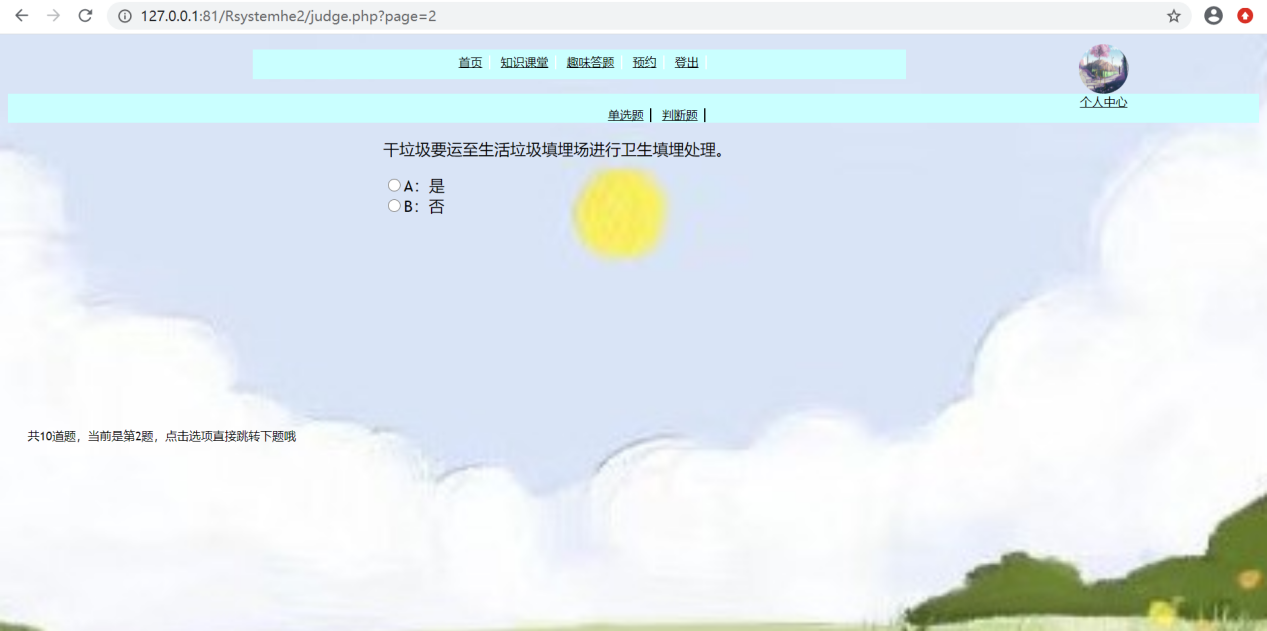 127.0.0.1:81/Rsystemhe2/judge.php?page=2
首页 知识课堂 趣味答题 预约 登出
个人中心
单选题 判断题
干垃圾要运至生活垃圾填埋场进行卫生填埋处理。
A：是
B：否
共10道题，当前是第2题，点击选项直接跳转下题哦